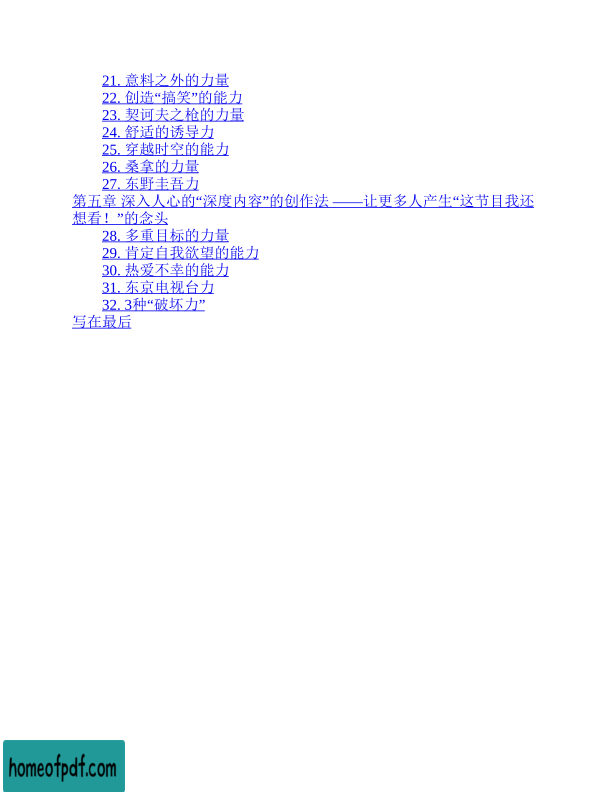 21. 意料之外的力量
22. 创造“搞笑”的能力
23. 契诃夫之枪的力量
24. 舒适的诱导力
25. 穿越时空的能力
26. 桑拿的力量
27. 东野圭吾力
第五章 深入人心的“深度内容”的创作法 ——让更多人产生“这节目我还
想看！”的念头
28. 多重目标的力量
29. 肯定自我欲望的能力
30. 热爱不幸的能力
31. 东京电视台力
32. 3种“破坏力”
写在最后
homeofpdf.com